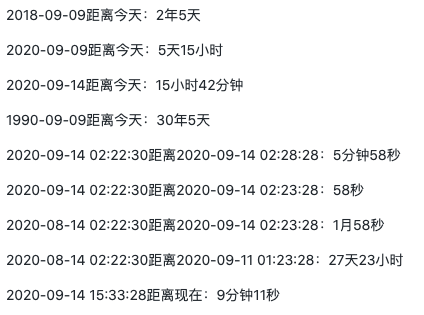 2018-09-09距离今天：2年5天
2020-09-09距离今天：5天15小时
2020-09-14距离今天：15小时42分钟
1990-09-09距离今天：30年5天
2020-09-14 02:22:30距离2020-09-14 02:28:28：5分钟58秒
2020-09-14 02:22:30距离2020-09-14 02:23:28：58秒
2020-08-14 02:22:30距离2020-09-14 02:23:28：1月58秒
2020-08-14 02:22:30距离2020-09-11 01:23:28：27天23小时
2020-09-14 15:33:28距离现在：9分钟11秒